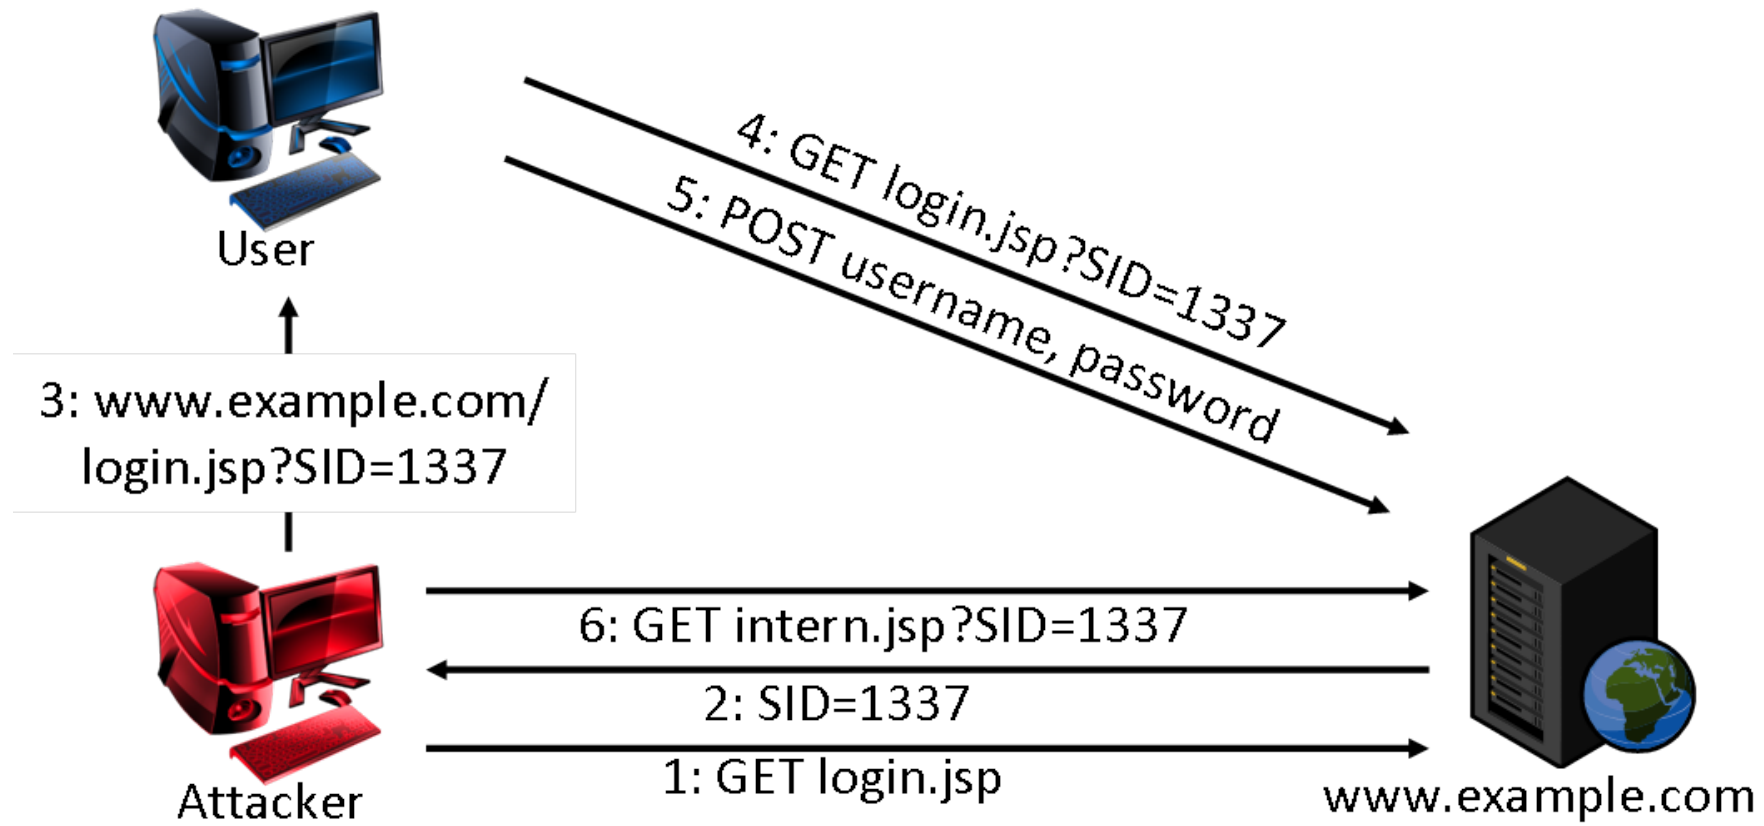 4: GET login.jsp?SID=1337
5: POST username, password
User
3: www.example.com/
login.jsp?SID=1337
6: GET intern.jsp?SID=1337
2: SID=1337
1: GET login.jsp
Attacker
www.example.com